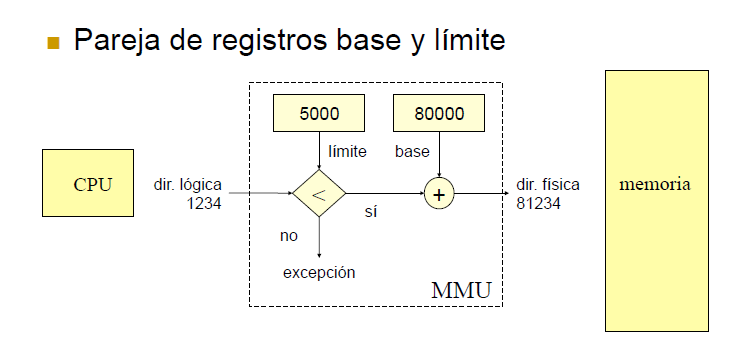 Pareja de registros base y límite
5000
80000
límite
base
CPU
dir. lógica
1234
<
sí
+
dir. física
81234
memoria
no
excepción
MMU